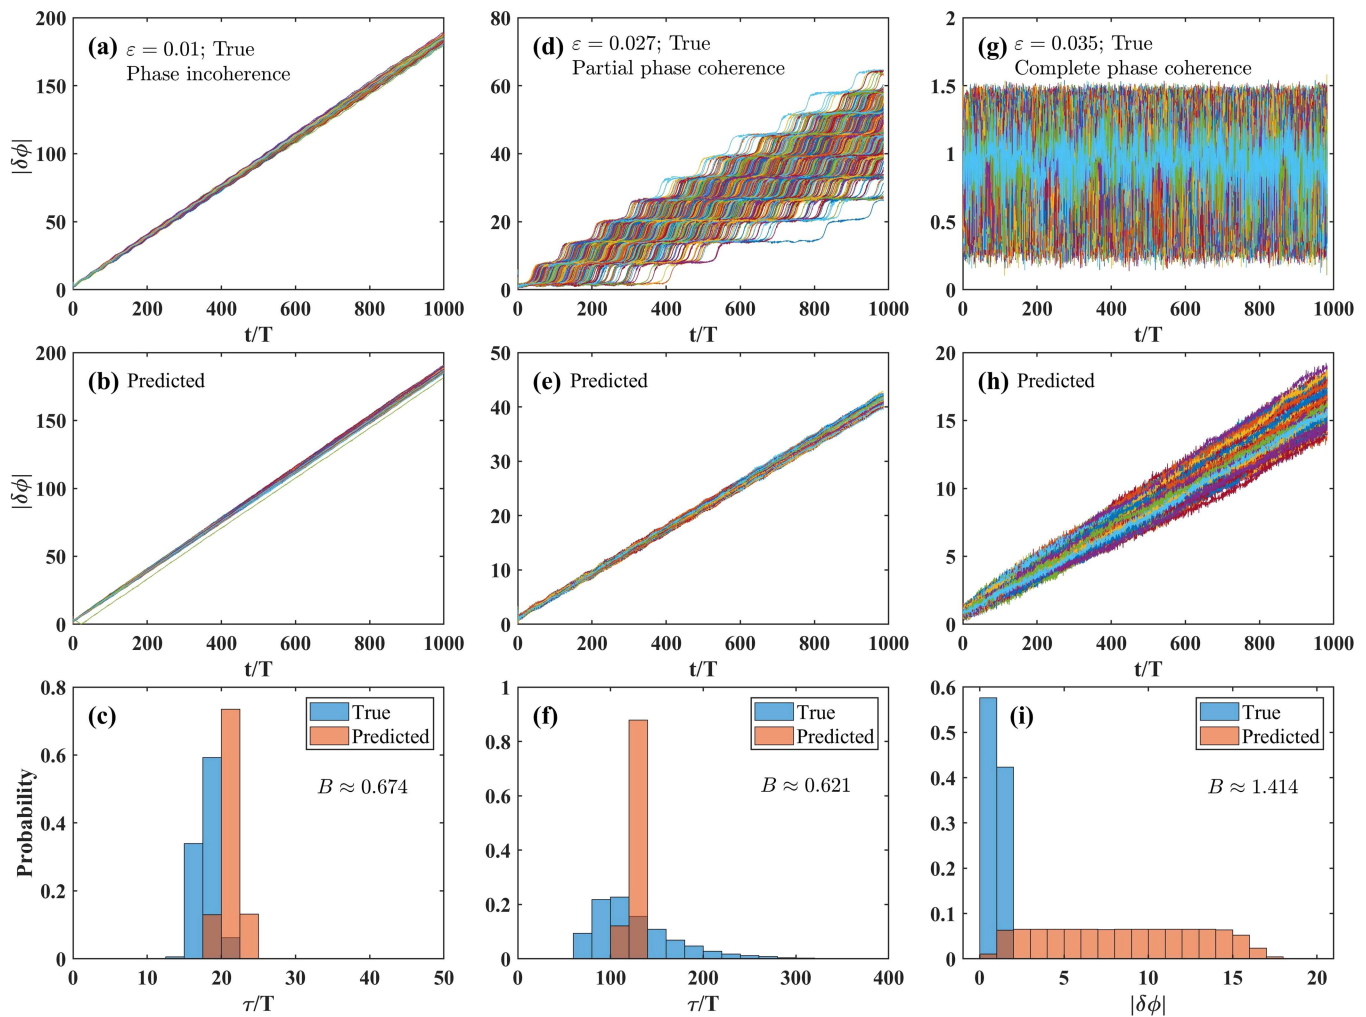 (a) ε = 0.01; True
Phase incoherence
200
150
100
50
0
|δϕ|
0 200 400 600 800 1000
t/T
(d) ε = 0.027; True
Partial phase coherence
80
60
40
20
0
0 200 400 600 800 1000
t/T
(g) ε = 0.035; True
Complete phase coherence
2
1.5
1
0.5
0
0 200 400 600 800 1000
t/T
(b) Predicted
200
150
100
50
0
|δϕ|
0 200 400 600 800 1000
t/T
(e) Predicted
50
40
30
20
10
0
0 200 400 600 800 1000
t/T
(h) Predicted
20
15
10
5
0
0 200 400 600 800 1000
t/T
(c)
True
Predicted
B ≈ 0.674
0.8
0.6
0.4
0.2
0
Probability
0 10 20 30 40 50
τ/T
(f)
True
Predicted
B ≈ 0.621
1
0.8
0.6
0.4
0.2
0
0 100 200 300 400
τ/T
(i)
True
Predicted
B ≈ 1.414
0.6
0.5
0.4
0.3
0.2
0.1
0
0 5 10 15 20
|δϕ|